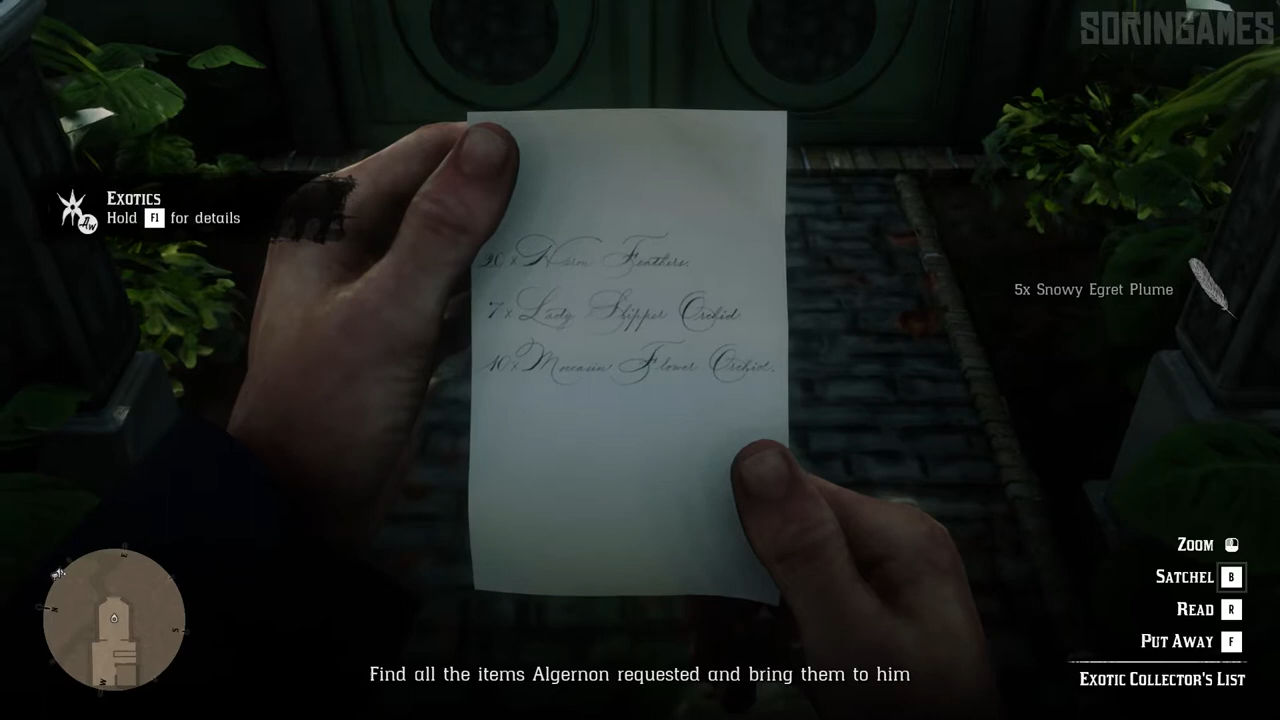 SORINGAMES
EXOTICS
Hold F1 for details
20x Heron Feathers.
7x Lady Slipper Orchid
10x Moccasin Flower Orchid.
5x Snowy Egret Plume
E
N
S
W
ZOOM
SATCHEL B
READ R
PUT AWAY F
EXOTIC COLLECTOR'S LIST
Find all the items Algernon requested and bring them to him